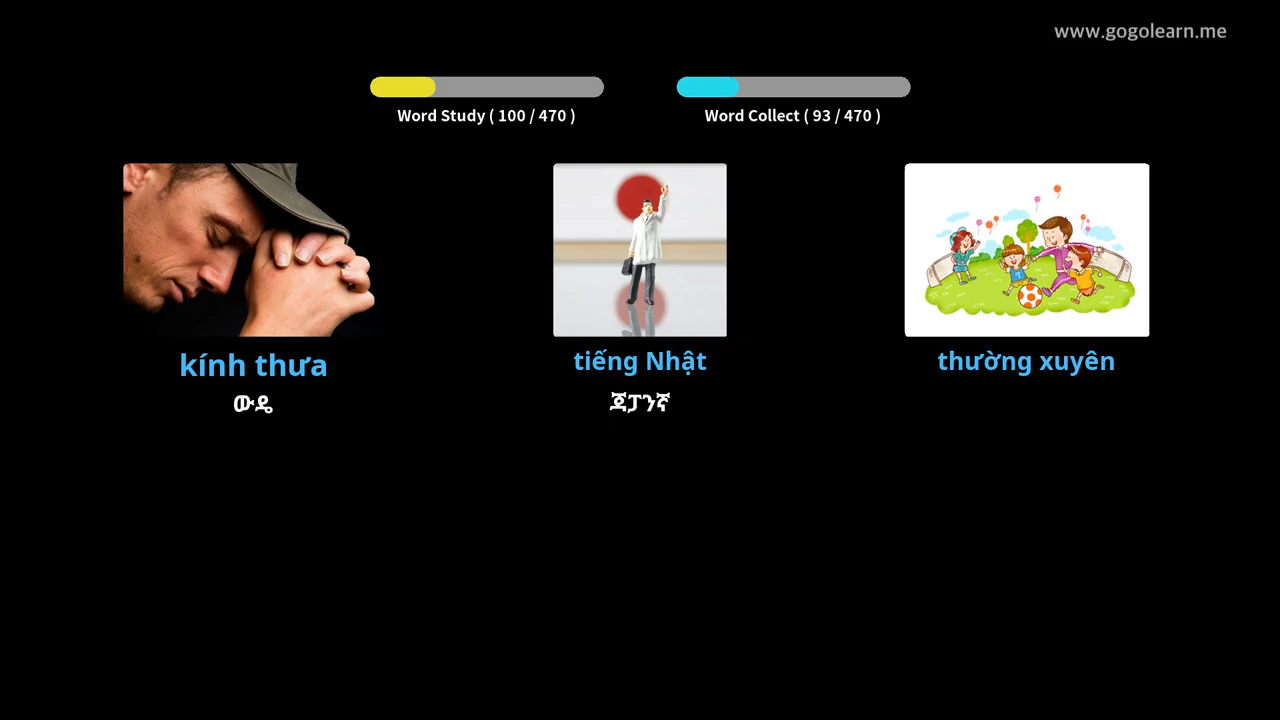 www.gogolearn.me
Word Study ( 100 / 470 )
Word Collect ( 93 / 470 )
kính thưa
ውዴ
tiếng Nhật
ጃፓንኛ
thường xuyên